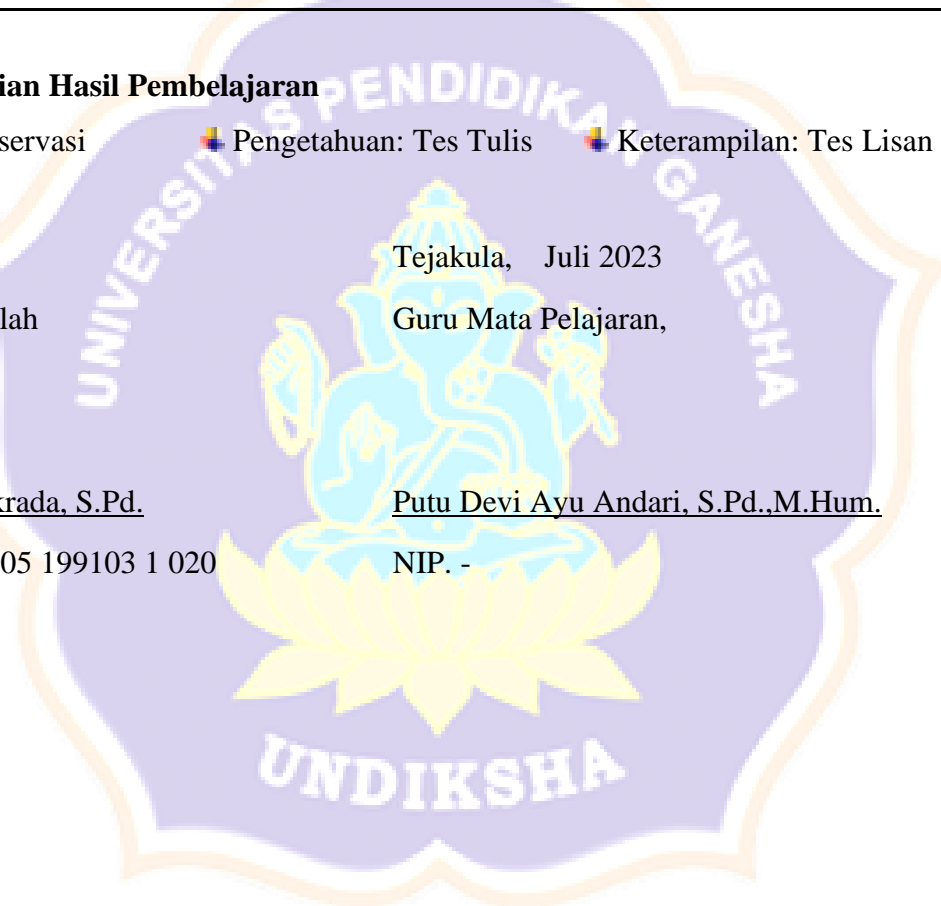 ian Hasil Pembelajaran
servasi Pengetahuan: Tes Tulis Keterampilan: Tes Lisan
Tejakula, Juli 2023
lah Guru Mata Pelajaran,
krada, S.Pd. Putu Devi Ayu Andari, S.Pd.,M.Hum.
05 199103 1 020 NIP. -
UNIVERSITAS PENDIDIKAN GANESHA
UNDIKSHA